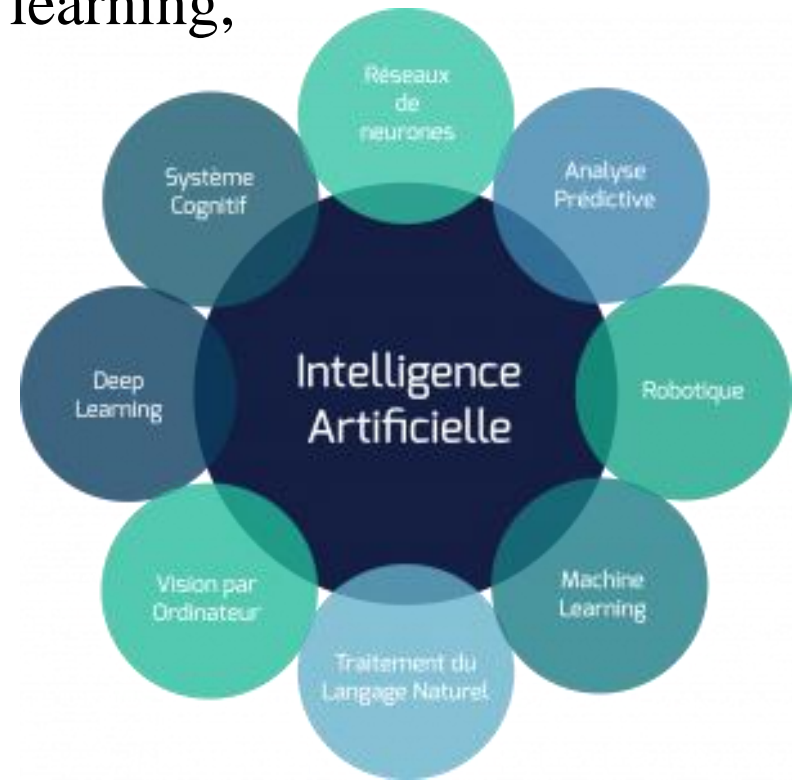 learning,
Réseaux
de
neurones
Analyse
Prédictive
Système
Cognitif
Intelligence
Artificielle
Deep
Learning
Robotique
Vision par
Ordinateur
Machine
Learning
Traitement du
Langage Naturel